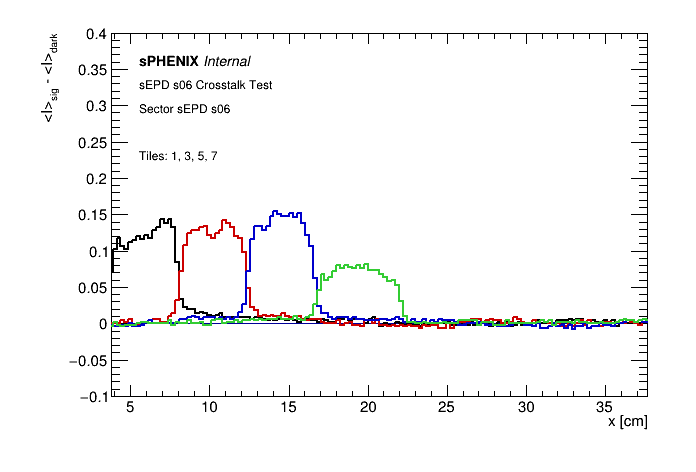 0.4
0.35
0.3
0.25
0.2
0.15
0.1
0.05
0
−0.05
−0.1
<I>sig - <I>dark
sPHENIX Internal
sEPD s06 Crosstalk Test
Sector sEPD s06
Tiles: 1, 3, 5, 7
5 10 15 20 25 30 35
x [cm]